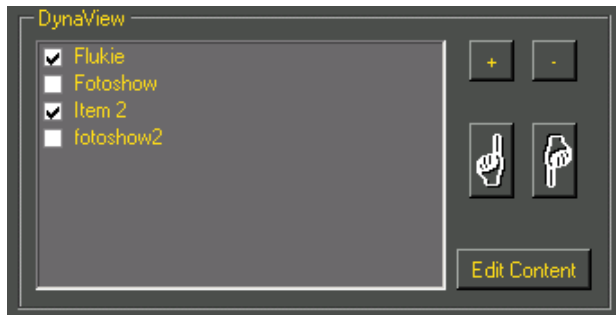 DynaView
Flukie
Fotoshow
Item 2
fotoshow2
+ -
Edit Content